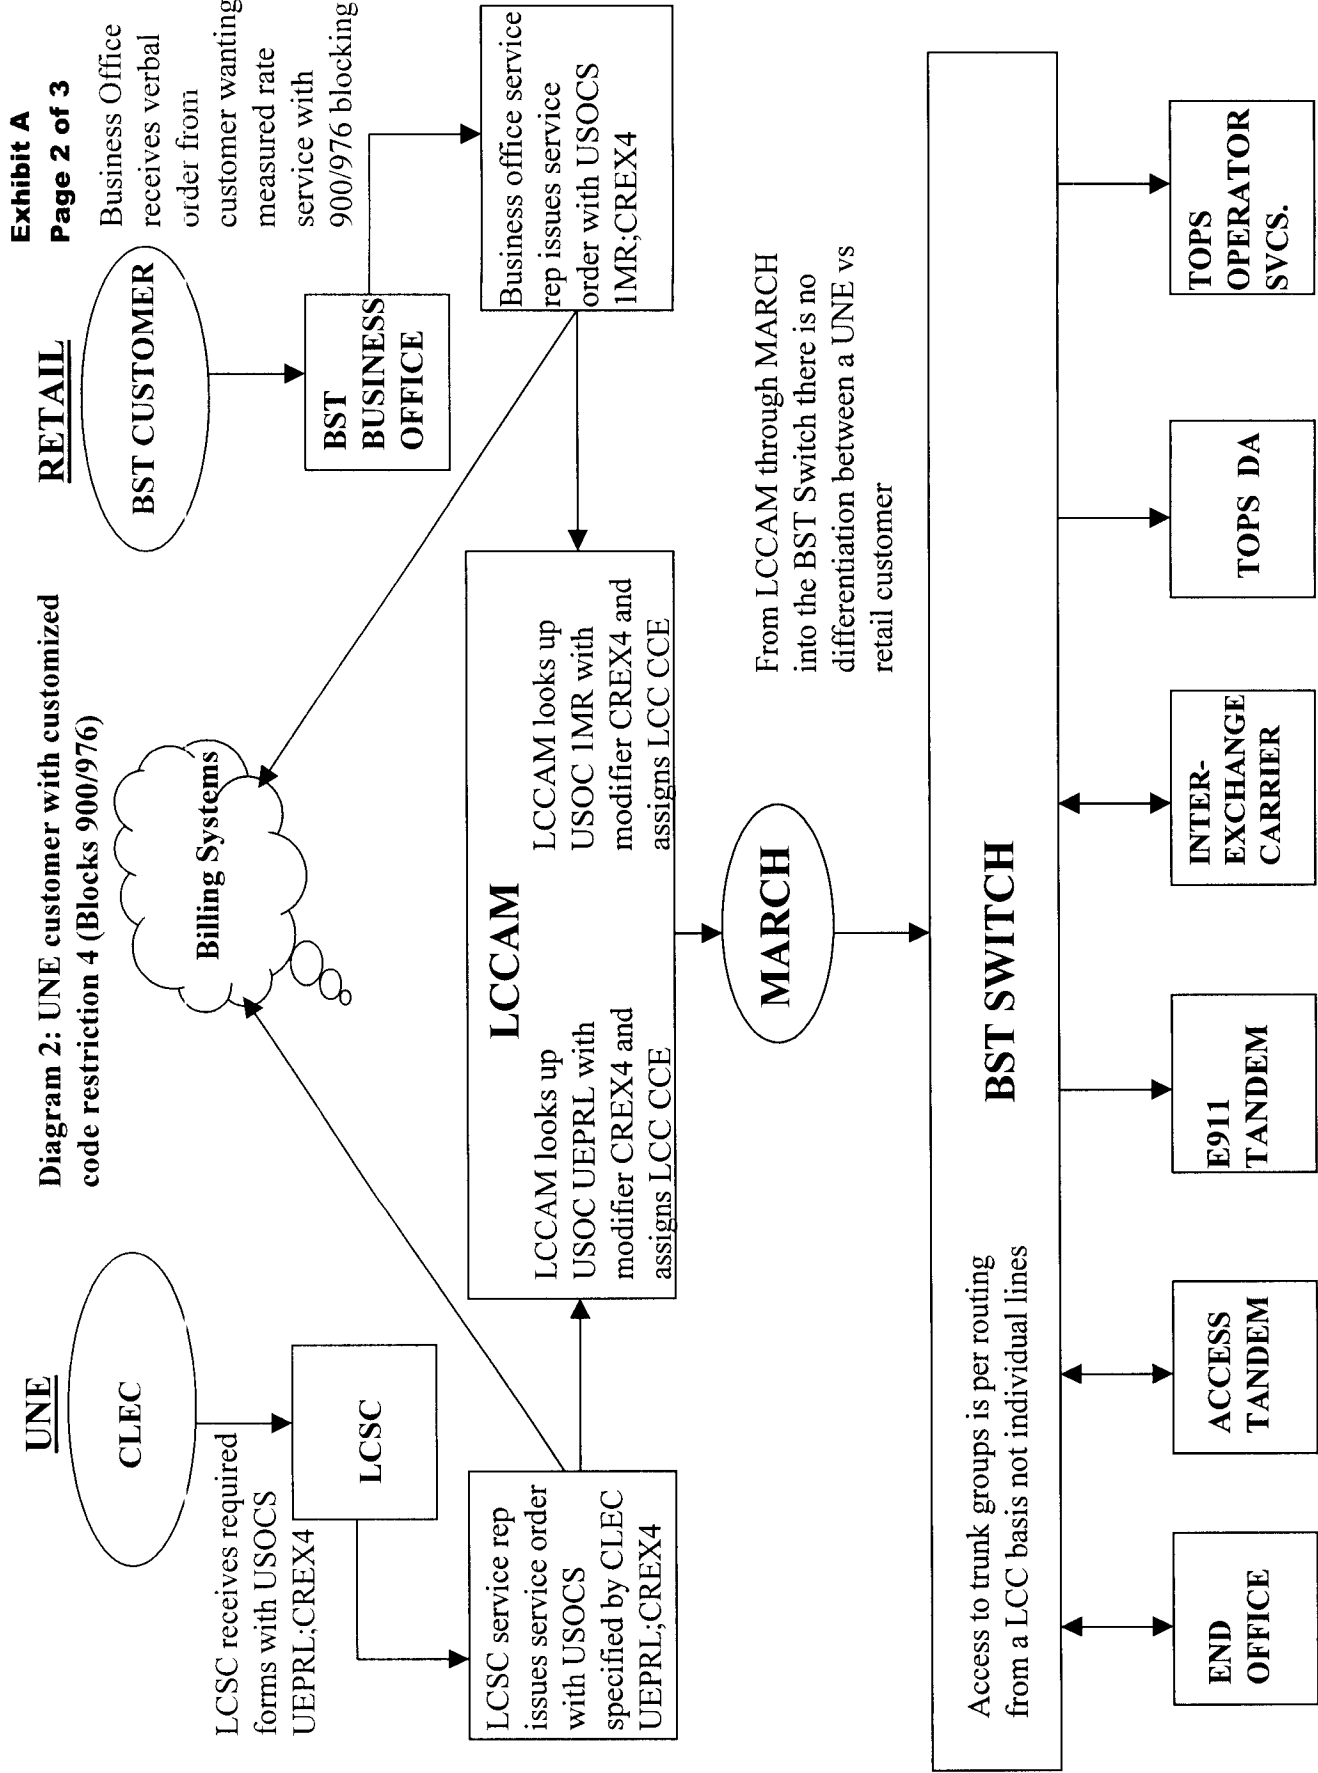 Exhibit A
Page 2 of 3
Diagram 2: UNE customer with customized
code restriction 4 (Blocks 900/976)
UNE
CLEC
LCSC receives required
forms with USOCS
UEPRL;CREX4
LCSC
LCSC service rep
issues service order
with USOCS
specified by CLEC
UEPRL;CREX4
Billing Systems
RETAIL
BST CUSTOMER
Business Office
receives verbal
order from
customer wanting
measured rate
service with
900/976 blocking
BST
BUSINESS
OFFICE
Business office service
rep issues service
order with USOCS
1MR;CREX4
LCCAM
LCCAM looks up
USOC UEPRL with
modifier CREX4 and
assigns LCC CCE
LCCAM looks up
USOC 1MR with
modifier CREX4 and
assigns LCC CCE
MARCH
From LCCAM through MARCH
into the BST Switch there is no
differentiation between a UNE vs
retail customer
BST SWITCH
Access to trunk groups is per routing
from a LCC basis not individual lines
END
OFFICE
ACCESS
TANDEM
E911
TANDEM
INTER-
EXCHANGE
CARRIER
TOPS DA
TOPS
OPERATOR
SVCS.